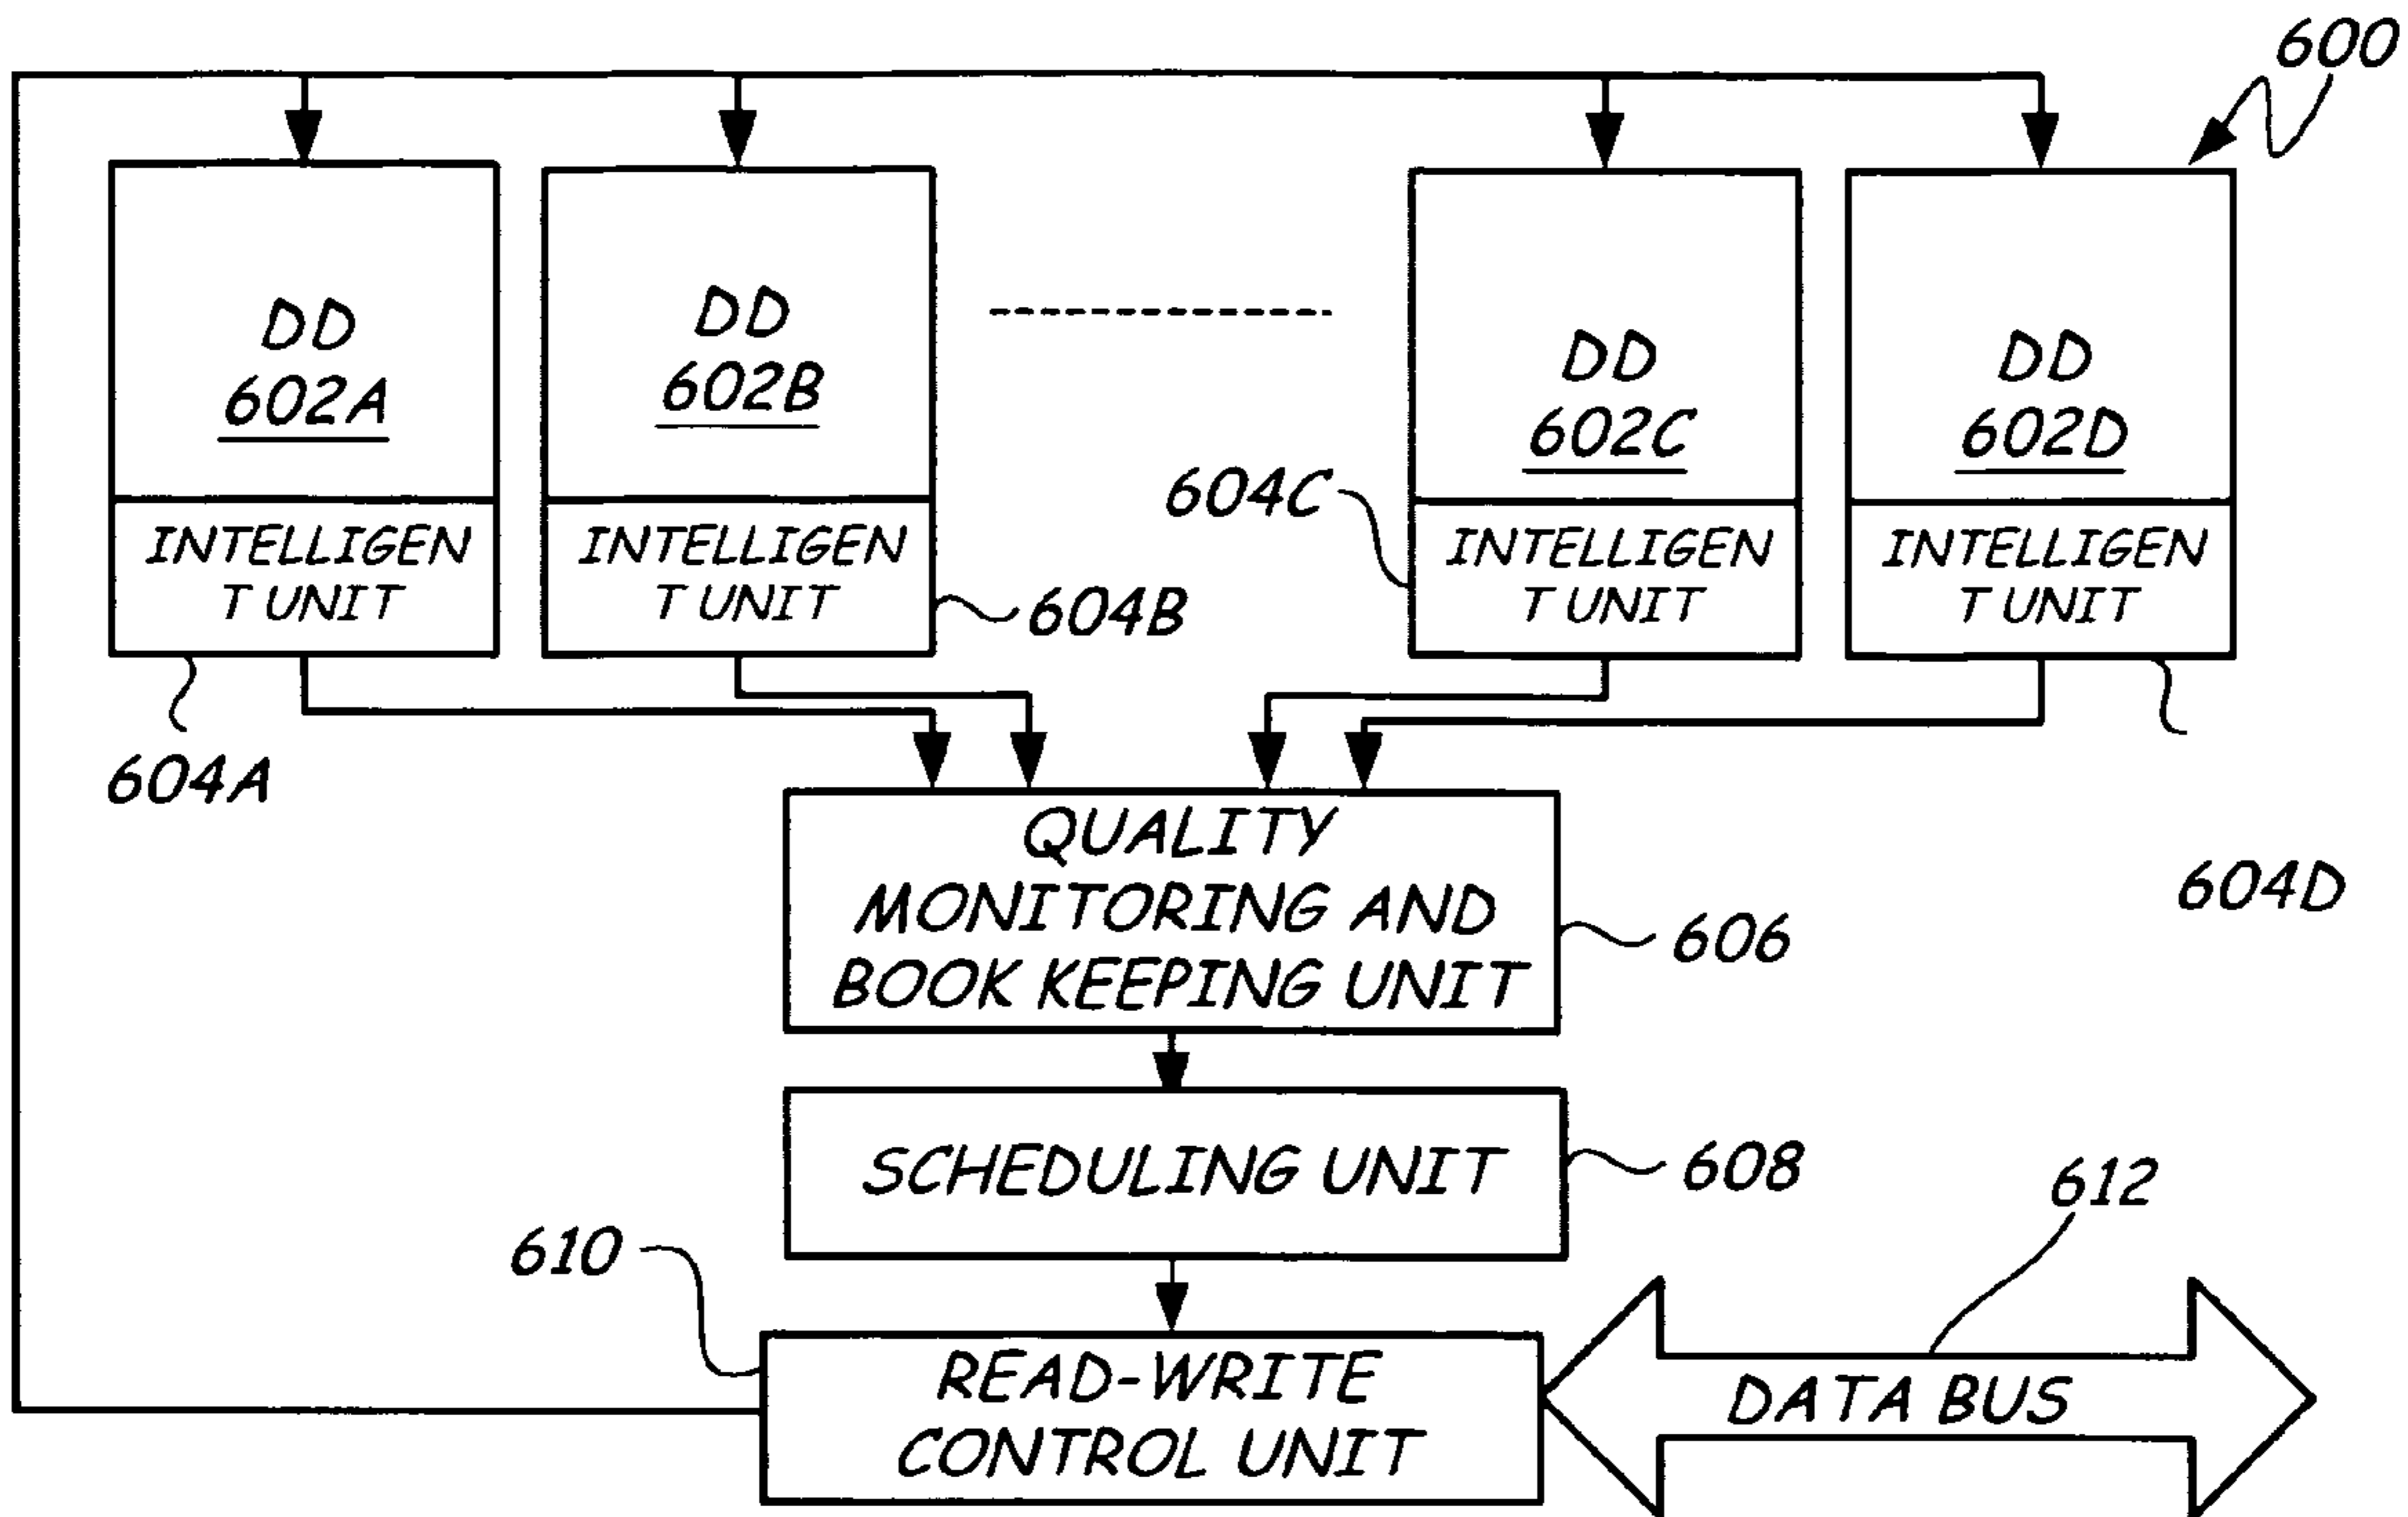 600
DD
602A
DD
602B
DD
602C
DD
602D
INTELLIGEN
T UNIT
INTELLIGEN
T UNIT
INTELLIGEN
T UNIT
INTELLIGEN
T UNIT
604A
604B
604C
604D
QUALITY
MONITORING AND
BOOK KEEPING UNIT
606
SCHEDULING UNIT
608
610
READ-WRITE
CONTROL UNIT
612
DATA BUS